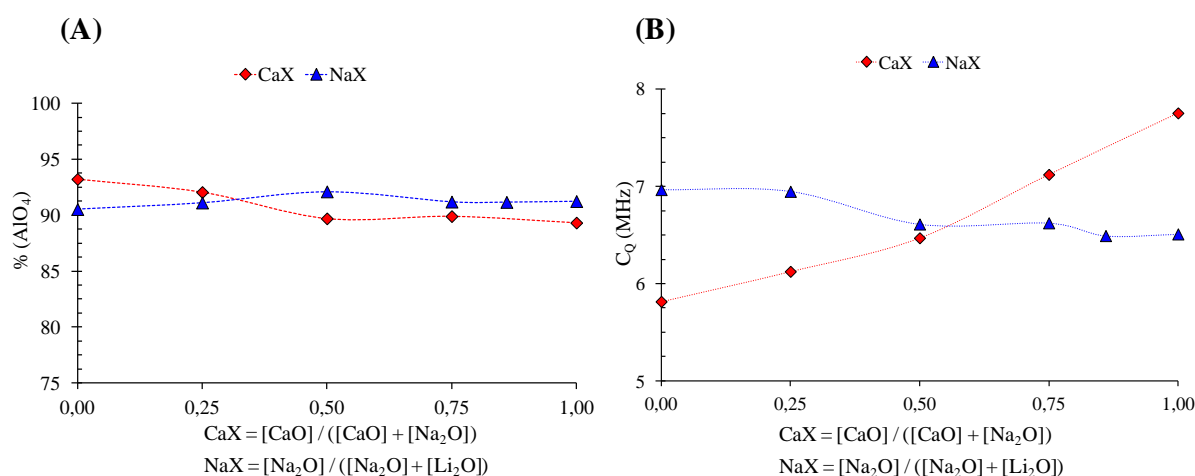 (A)
CaX NaX
100
95
90
85
80
75
% (AlO₄)
0,00 0,25 0,50 0,75 1,00
CaX = [CaO] / ([CaO] + [Na₂O])
NaX = [Na₂O] / ([Na₂O] + [Li₂O])
(B)
CaX NaX
8
7
6
5
C_Q (MHz)
0,00 0,25 0,50 0,75 1,00
CaX = [CaO] / ([CaO] + [Na₂O])
NaX = [Na₂O] / ([Na₂O] + [Li₂O])